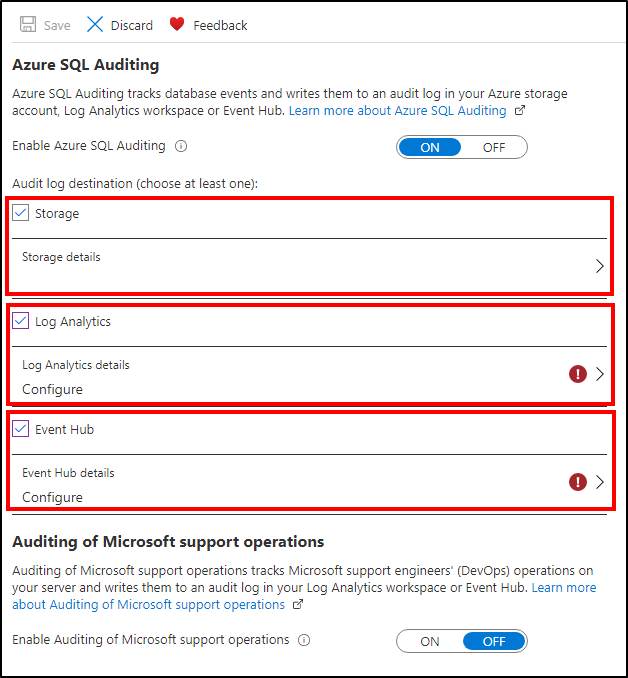 Save Discard Feedback
Azure SQL Auditing
Azure SQL Auditing tracks database events and writes them to an audit log in your Azure storage
account, Log Analytics workspace or Event Hub. Learn more about Azure SQL Auditing
Enable Azure SQL Auditing ON OFF
Audit log destination (choose at least one):
Storage
Storage details
Log Analytics
Log Analytics details
Configure
Event Hub
Event Hub details
Configure
Auditing of Microsoft support operations
Auditing of Microsoft support operations tracks Microsoft support engineers' (DevOps) operations on
your server and writes them to an audit log in your Log Analytics workspace or Event Hub. Learn more
about Auditing of Microsoft support operations
Enable Auditing of Microsoft support operations ON OFF